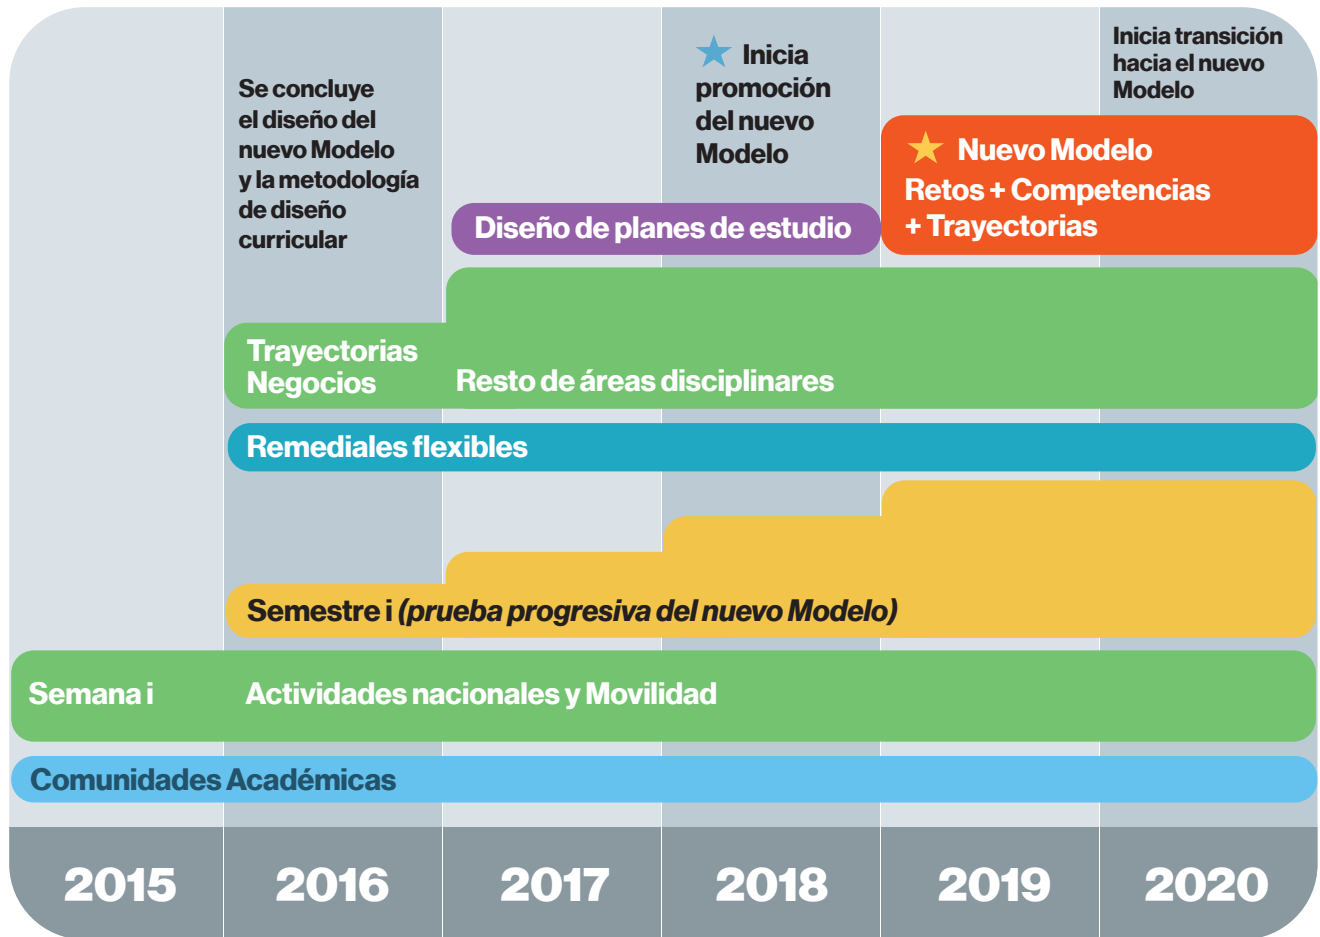 Se concluye
el diseño del
nuevo Modelo
y la metodología
de diseño
curricular
Inicia
promoción
del nuevo
Modelo
Inicia transición
hacia el nuevo
Modelo
Nuevo Modelo
Retos + Competencias
+ Trayectorias
Diseño de planes de estudio
Trayectorias
Negocios
Resto de áreas disciplinares
Remediales flexibles
Semestre i (prueba progresiva del nuevo Modelo)
Semana i
Actividades nacionales y Movilidad
Comunidades Académicas
2015 2016 2017 2018 2019 2020